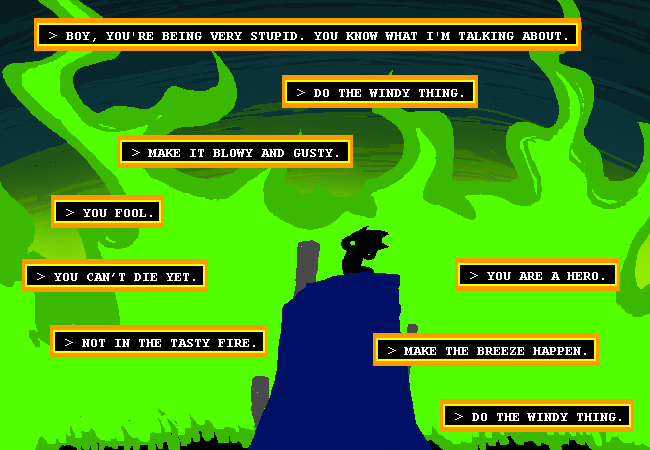 > BOY, YOU'RE BEING VERY STUPID. YOU KNOW WHAT I'M TALKING ABOUT.
> DO THE WINDY THING.
> MAKE IT BLOWY AND GUSTY.
> YOU FOOL.
> YOU CAN'T DIE YET.
> YOU ARE A HERO.
> NOT IN THE TASTY FIRE.
> MAKE THE BREEZE HAPPEN.
> DO THE WINDY THING.